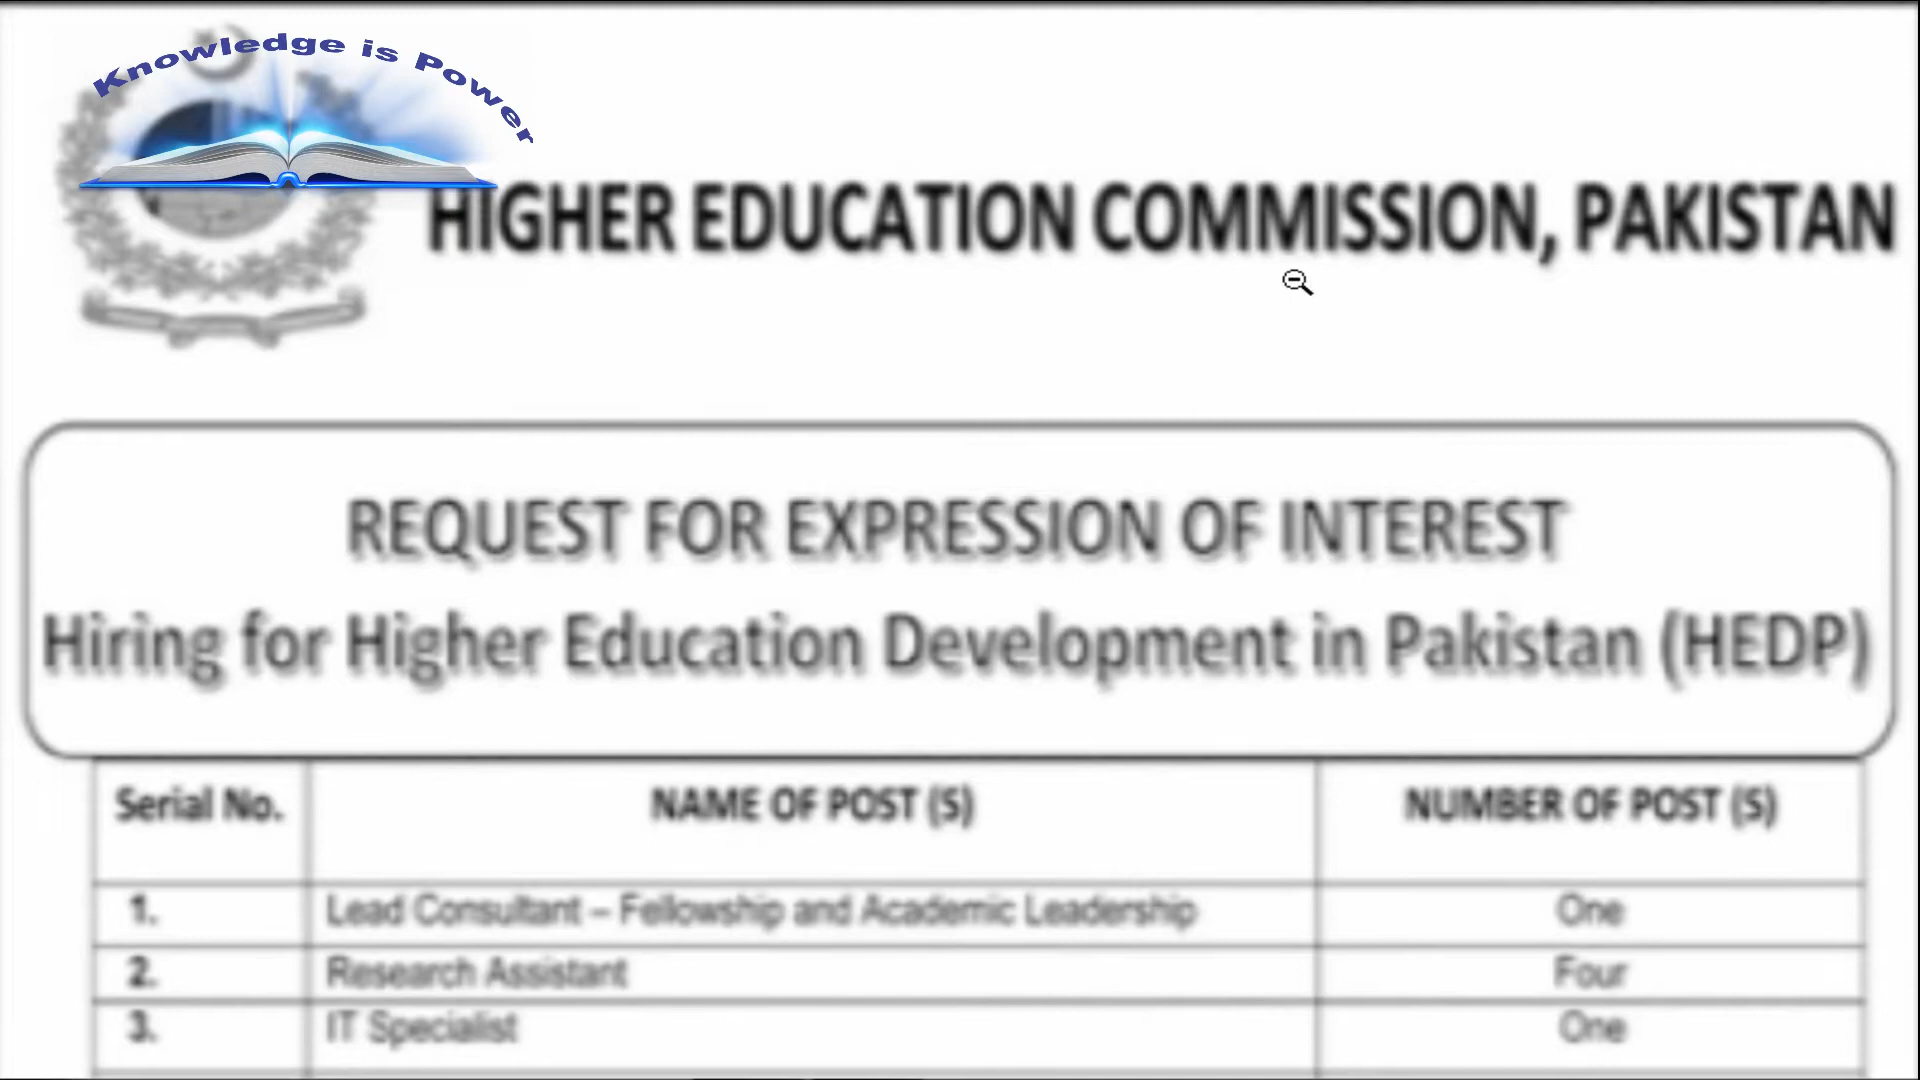 Knowledge is Power
HIGHER EDUCATION COMMISSION, PAKISTAN
REQUEST FOR EXPRESSION OF INTEREST
Hiring for Higher Education Development in Pakistan (HEDP)
Serial No. NAME OF POST (S) NUMBER OF POST (S)
1. Lead Consultant – Fellowship and Academic Leadership One
2. Research Assistant Four
3. IT Specialist One